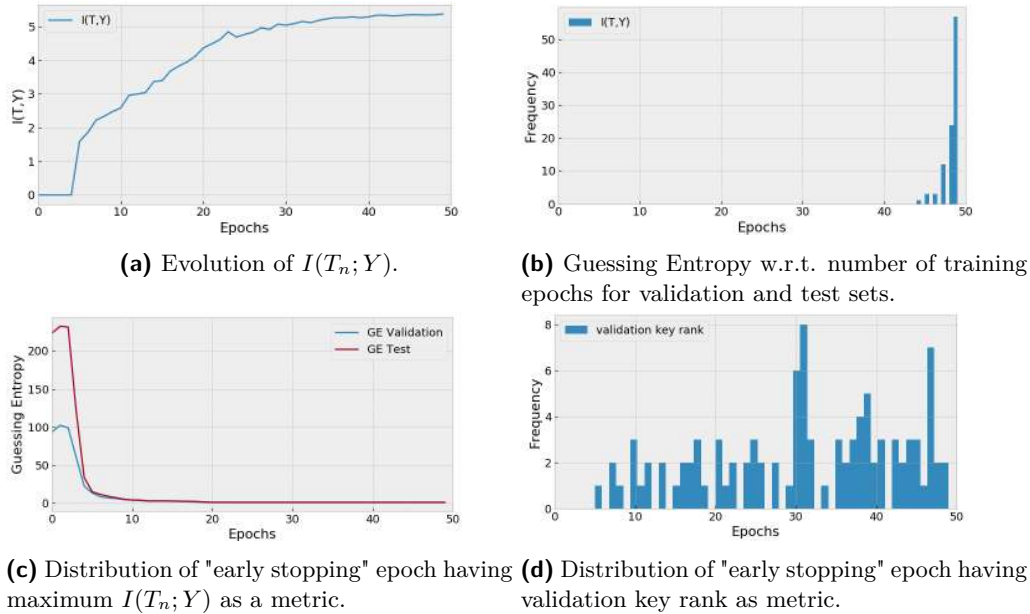 I(T,Y)
5
4
3
2
1
0
I(T,Y)
0 10 20 30 40 50
Epochs
(a) Evolution of I(Tₙ; Y).
I(T,Y)
50
40
30
20
10
0
Frequency
0 10 20 30 40 50
Epochs
(b) Guessing Entropy w.r.t. number of training
epochs for validation and test sets.
GE Validation
GE Test
200
150
100
50
0
Guessing Entropy
0 10 20 30 40 50
Epochs
(c) Distribution of "early stopping" epoch having
maximum I(Tₙ; Y) as a metric.
validation key rank
8
6
4
2
0
Frequency
0 10 20 30 40 50
Epochs
(d) Distribution of "early stopping" epoch having
validation key rank as metric.